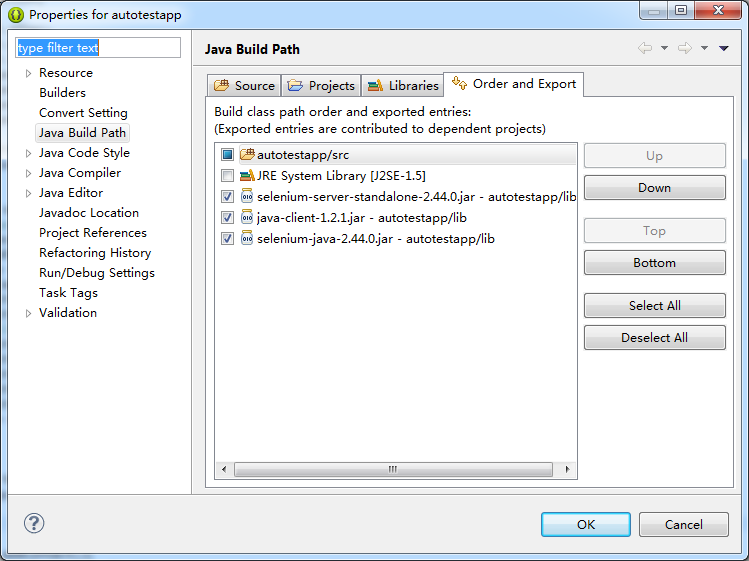 Properties for autotestapp
type filter text
Resource
Builders
Convert Setting
Java Build Path
Java Code Style
Java Compiler
Java Editor
Javadoc Location
Project References
Refactoring History
Run/Debug Settings
Task Tags
Validation
Java Build Path
Source Projects Libraries Order and Export
Build class path order and exported entries:
(Exported entries are contributed to dependent projects)
autotestapp/src
JRE System Library [J2SE-1.5]
selenium-server-standalone-2.44.0.jar - autotestapp/lib
java-client-1.2.1.jar - autotestapp/lib
selenium-java-2.44.0.jar - autotestapp/lib
Up
Down
Top
Bottom
Select All
Deselect All
OK Cancel